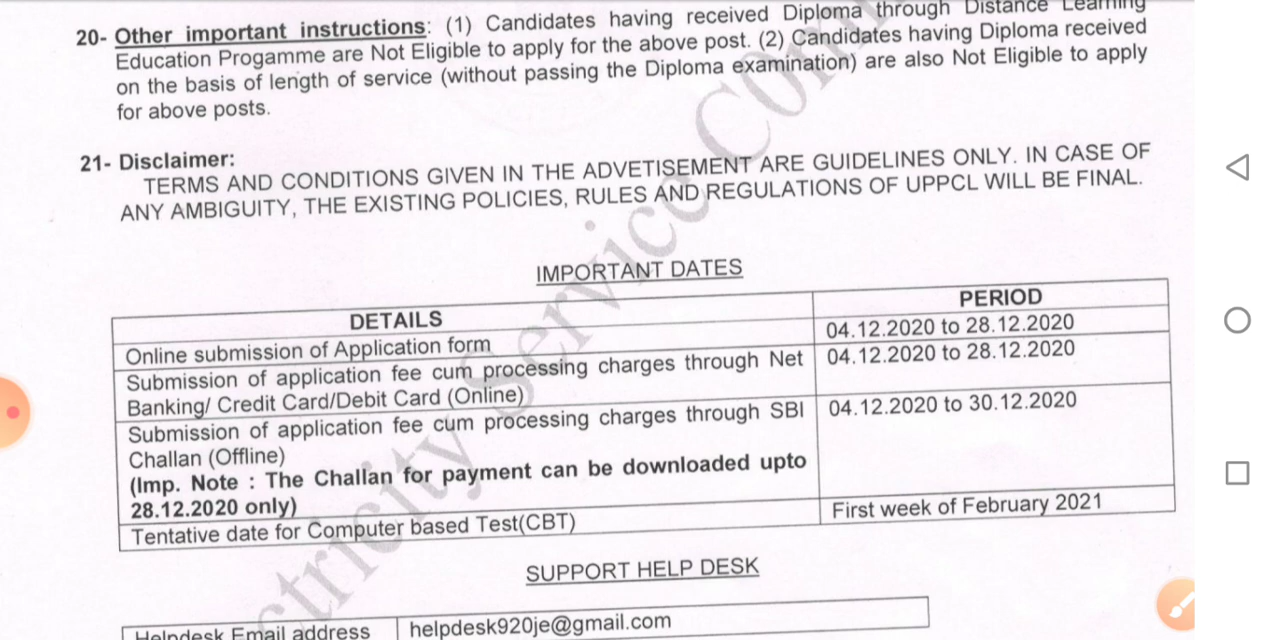 20- Other important instructions: (1) Candidates having received Diploma through Distance Learning
Education Progamme are Not Eligible to apply for the above post. (2) Candidates having Diploma received
on the basis of length of service (without passing the Diploma examination) are also Not Eligible to apply
for above posts.
21- Disclaimer:
TERMS AND CONDITIONS GIVEN IN THE ADVETISEMENT ARE GUIDELINES ONLY. IN CASE OF
ANY AMBIGUITY, THE EXISTING POLICIES, RULES AND REGULATIONS OF UPPCL WILL BE FINAL.
IMPORTANT DATES
DETAILS PERIOD
Online submission of Application form 04.12.2020 to 28.12.2020
Submission of application fee cum processing charges through Net 04.12.2020 to 28.12.2020
Banking/ Credit Card/Debit Card (Online)
Submission of application fee cum processing charges through SBI 04.12.2020 to 30.12.2020
Challan (Offline)
(Imp. Note : The Challan for payment can be downloaded upto
28.12.2020 only)
Tentative date for Computer based Test(CBT) First week of February 2021
SUPPORT HELP DESK
Helpdesk Email address helpdesk920je@gmail.com